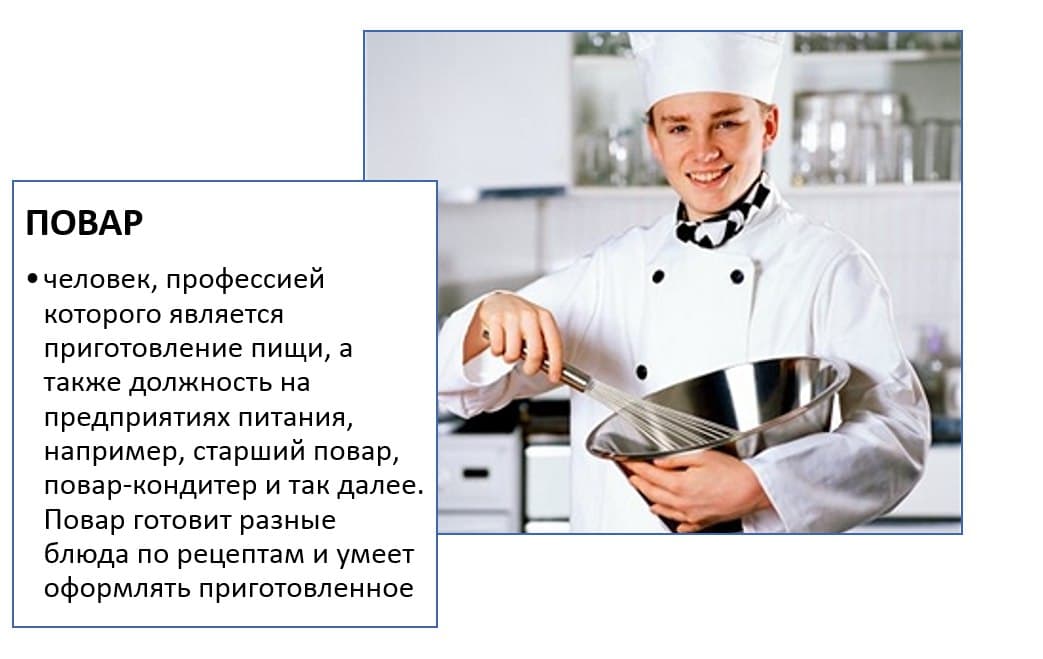 ПОВАР
• человек, профессией
которого является
приготовление пищи, а
также должность на
предприятиях питания,
например, старший повар,
повар-кондитер и так далее.
Повар готовит разные
блюда по рецептам и умеет
оформлять приготовленное